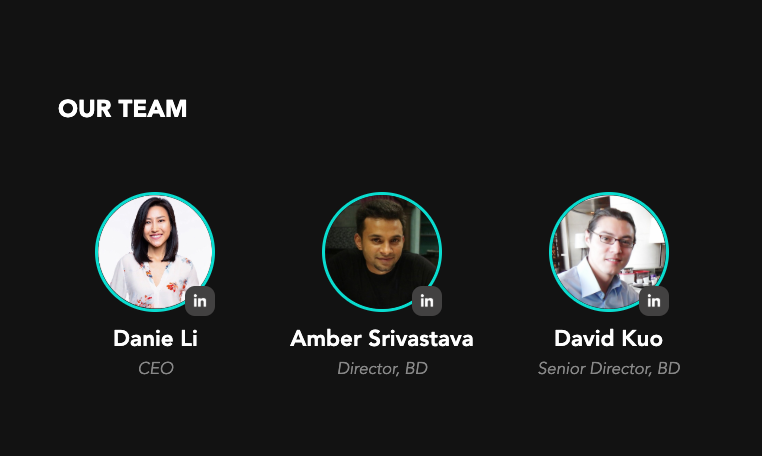 OUR TEAM
in
in
in
Danie Li
Amber Srivastava
David Kuo
CEO
Director, BD
Senior Director, BD